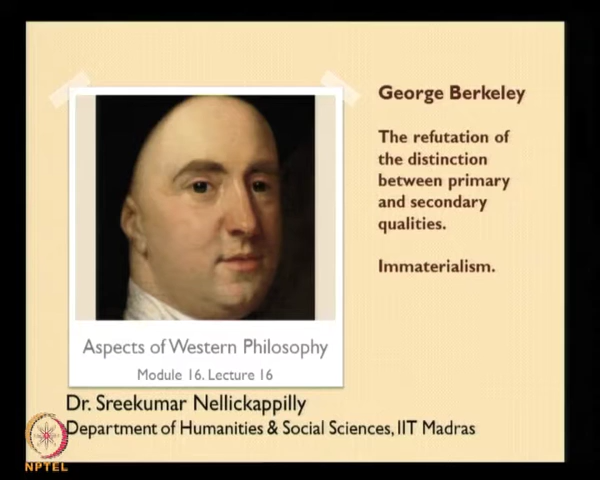 George Berkeley
The refutation of
the distinction
between primary
and secondary
qualities.
Immaterialism.
Aspects of Western Philosophy
Module 16. Lecture 16
Dr. Sreekumar Nellickappilly
Department of Humanities & Social Sciences, IIT Madras
NPTEL